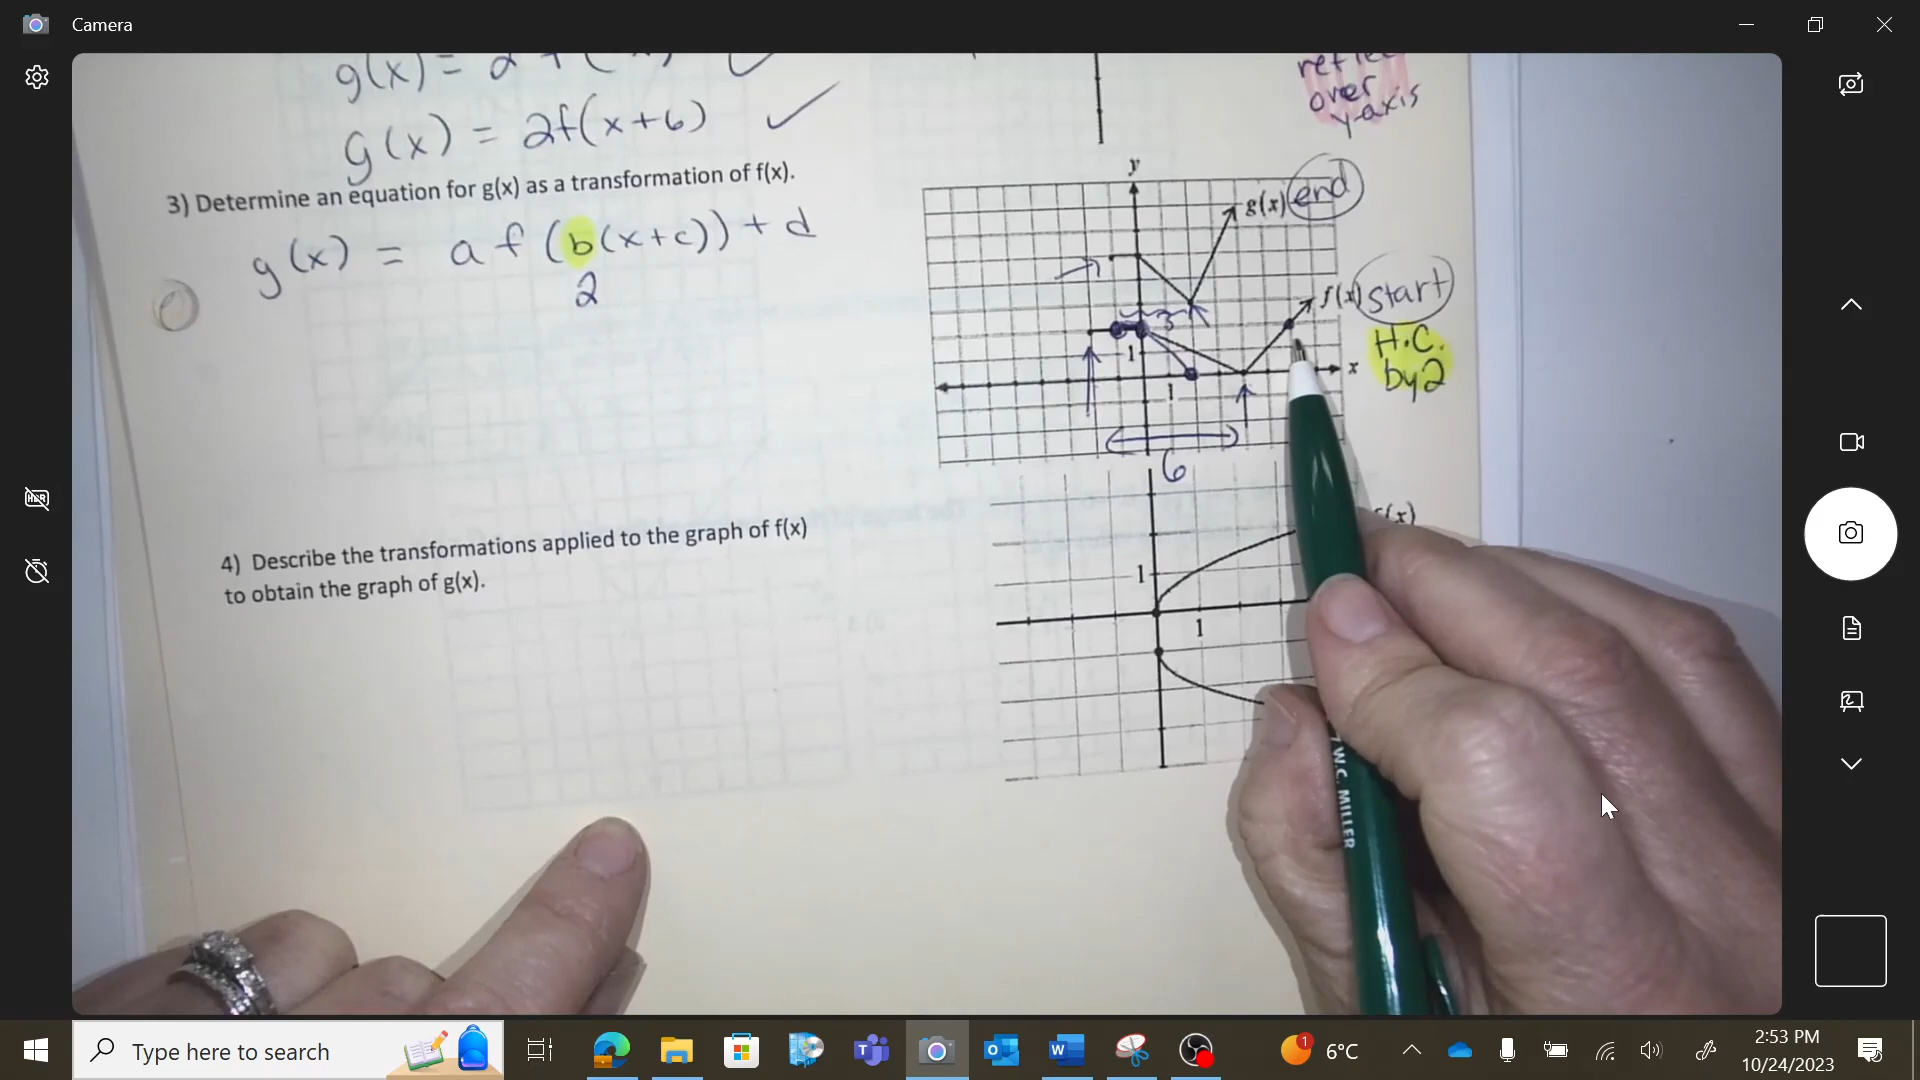 Camera
g(x) =
g(x) = 2f(x+6)
over
y-axis
3) Determine an equation for g(x) as a transformation of f(x).
g(x) = a f (b(x+c)) + d
2
y
g(x) end
f(x) start
H.C.
by 2
3
1
x
1
6
4) Describe the transformations applied to the graph of f(x)
to obtain the graph of g(x).
1
1
W.C. MILLER
Type here to search
1
6°C
2:53 PM
10/24/2023